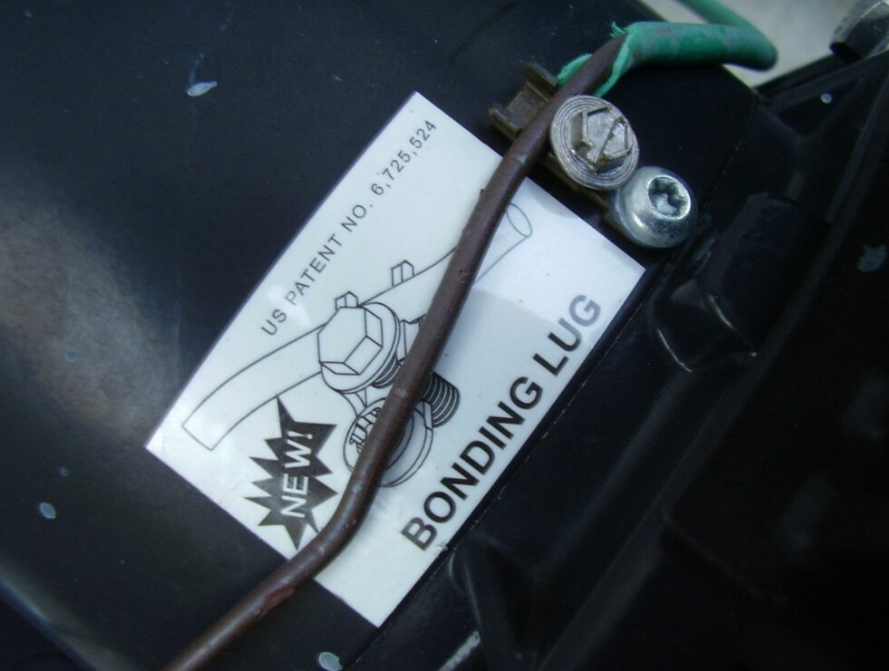 US PATENT NO. 6,725,524
NEW!
BONDING LUG